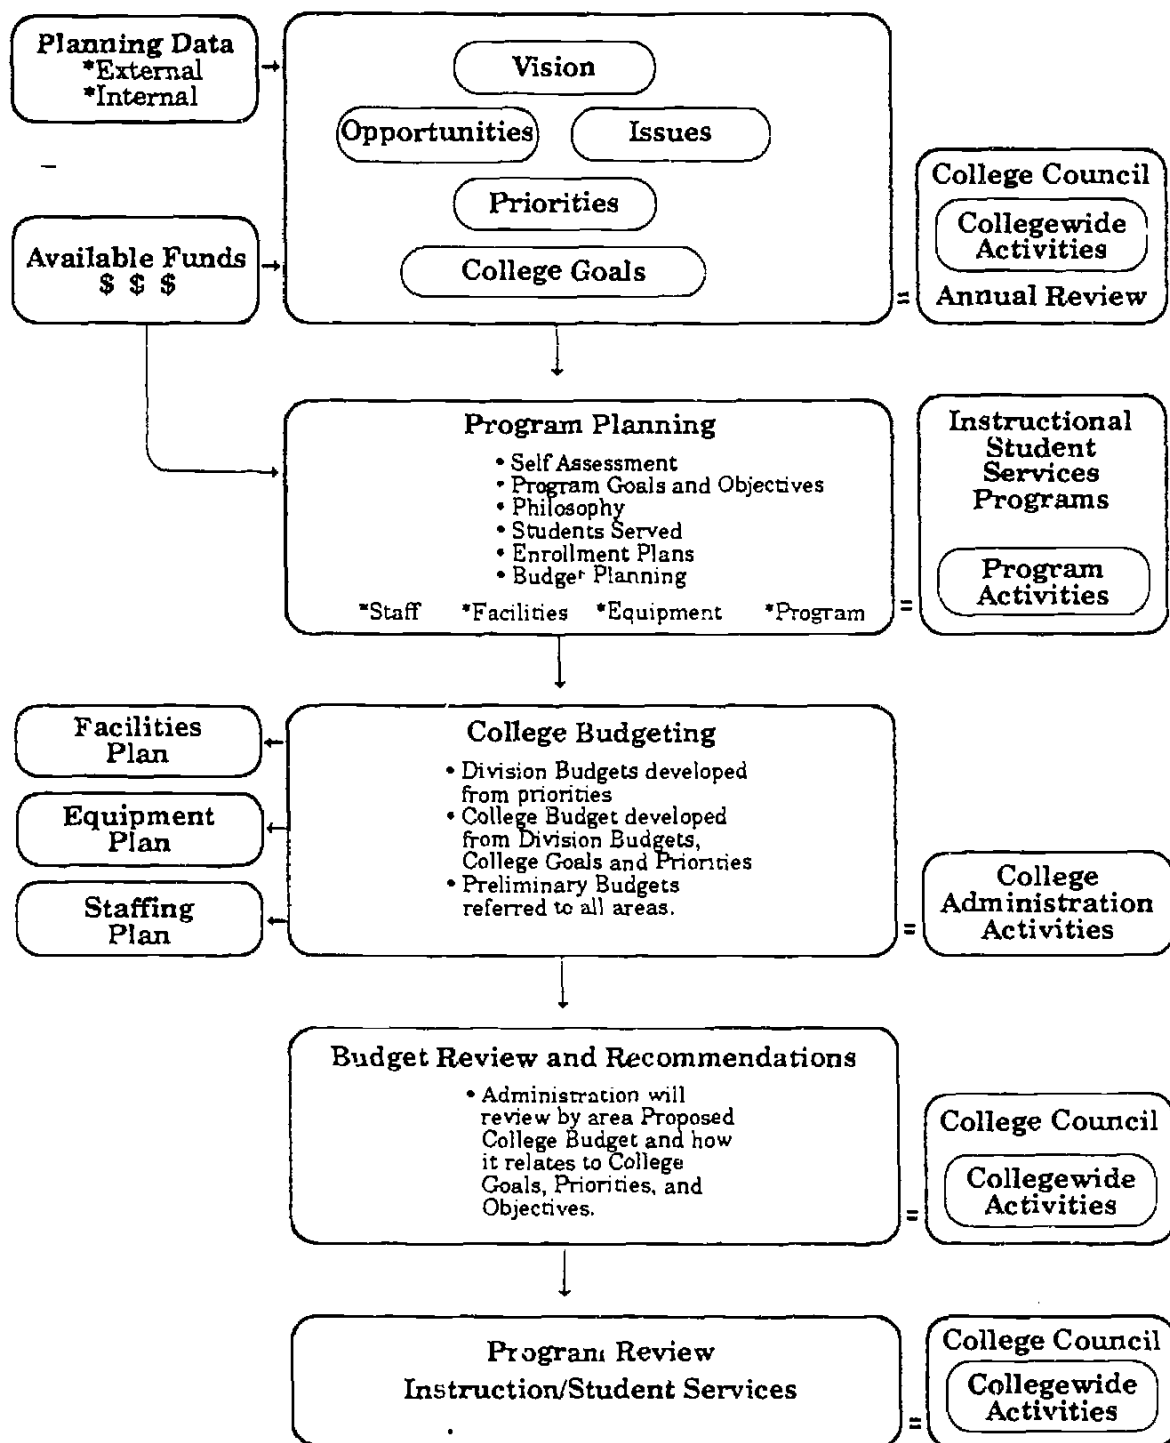 Planning Data
*External
*Internal
Vision
Opportunities
Issues
Priorities
College Goals
Available Funds
$ $ $
College Council
Collegewide
Activities
= Annual Review
Program Planning
• Self Assessment
• Program Goals and Objectives
• Philosophy
• Students Served
• Enrollment Plans
• Budget Planning
*Staff *Facilities *Equipment *Program
=
Instructional
Student
Services
Programs
Program
Activities
Facilities
Plan
Equipment
Plan
Staffing
Plan
College Budgeting
• Division Budgets developed
from priorities
• College Budget developed
from Division Budgets,
College Goals and Priorities
• Preliminary Budgets
referred to all areas.
=
College
Administration
Activities
Budget Review and Recommendations
• Administration will
review by area Proposed
College Budget and how
it relates to College
Goals, Priorities, and
Objectives.
=
College Council
Collegewide
Activities
Program Review
Instruction/Student Services
=
College Council
Collegewide
Activities